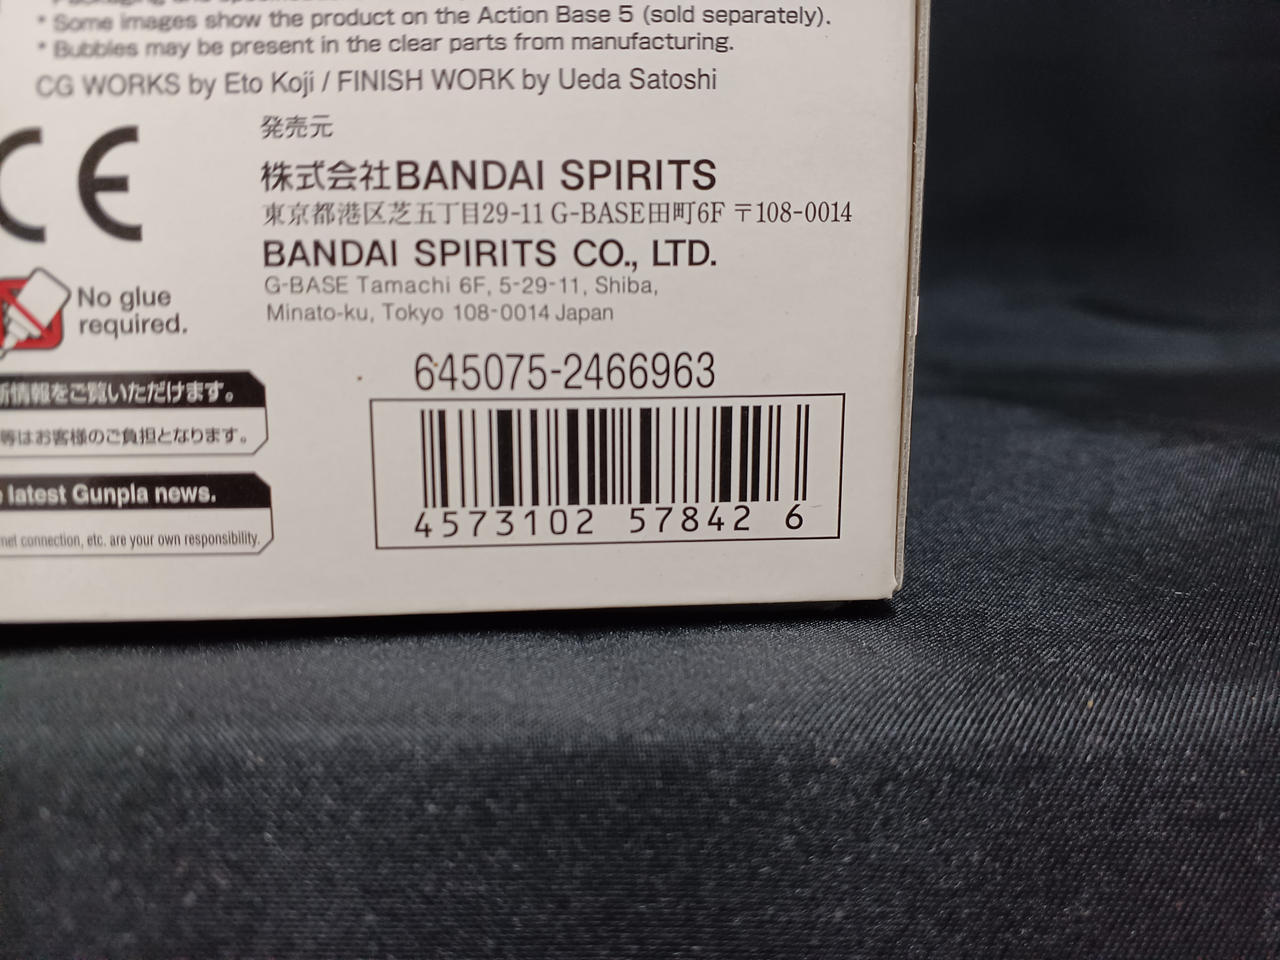 * Some images show the product on the Action Base 5 (sold separately).
* Bubbles may be present in the clear parts from manufacturing.
CG WORKS by Eto Koji / FINISH WORK by Ueda Satoshi
CE
発売元
株式会社BANDAI SPIRITS
東京都港区芝五丁目29-11 G-BASE田町6F 〒108-0014
BANDAI SPIRITS CO., LTD.
G-BASE Tamachi 6F, 5-29-11, Shiba,
Minato-ku, Tokyo 108-0014 Japan
No glue
required.
645075-2466963
情報をご覧いただけます。
等はお客様のご負担となります。
latest Gunpla news.
connection, etc. are your own responsibility.
4573102 57842 6